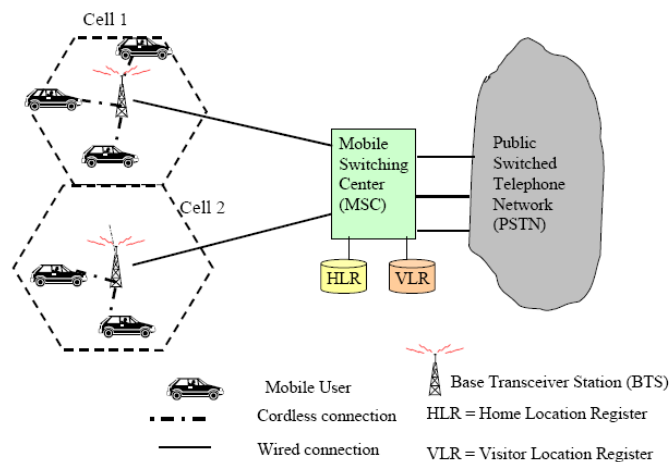 Cell 1
Mobile
Switching
Center
(MSC)
Public
Switched
Telephone
Network
(PSTN)
Cell 2
HLR
VLR
Mobile User
Base Transceiver Station (BTS)
Cordless connection
HLR = Home Location Register
Wired connection
VLR = Visitor Location Register